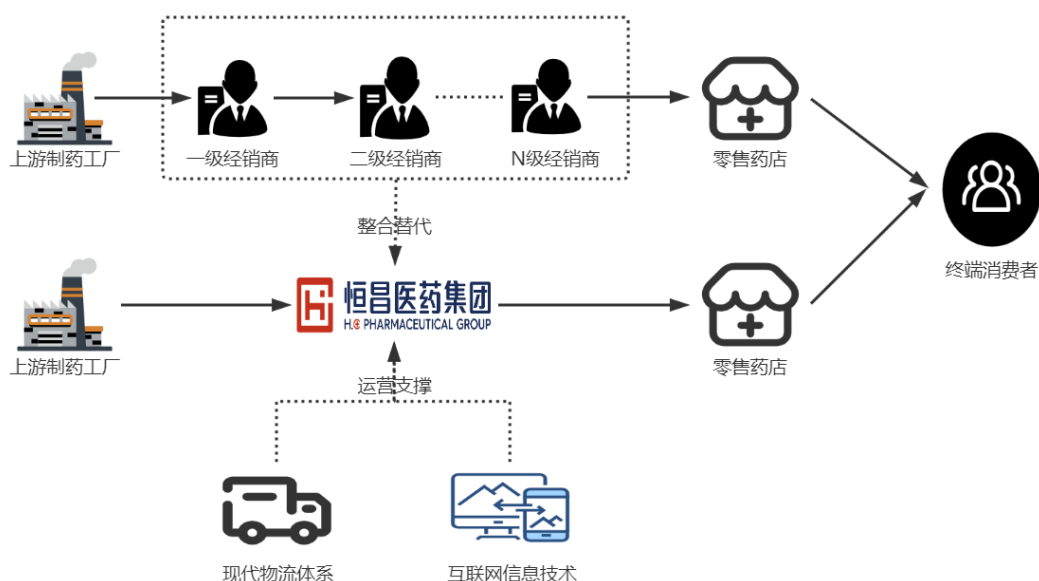 上游制药工厂
一级经销商
二级经销商
N级经销商
零售药店
整合替代
终端消费者
恒昌医药集团
H.C PHARMACEUTICAL GROUP
上游制药工厂
零售药店
运营支撑
现代物流体系
互联网信息技术